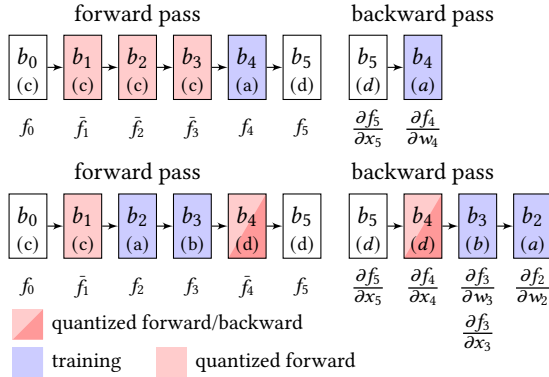 forward pass backward pass
b₀ b₁ b₂ b₃ b₄ b₅ b₅ b₄
(c) (c) (c) (c) (a) (d) (d) (a)
f₀ f̄₁ f̄₂ f̄₃ f₄ f₅ ∂f₅/∂x₅ ∂f₄/∂w₄
forward pass backward pass
b₀ b₁ b₂ b₃ b₄ b₅ b₅ b₄ b₃ b₂
(c) (c) (a) (b) (d) (d) (d) (d) (b) (a)
f₀ f̄₁ f₂ f₃ f̄₄ f₅ ∂f₅/∂x₅ ∂f₄/∂x₄ ∂f₃/∂w₃ ∂f₂/∂w₂
∂f₃/∂x₃
quantized forward/backward
training quantized forward